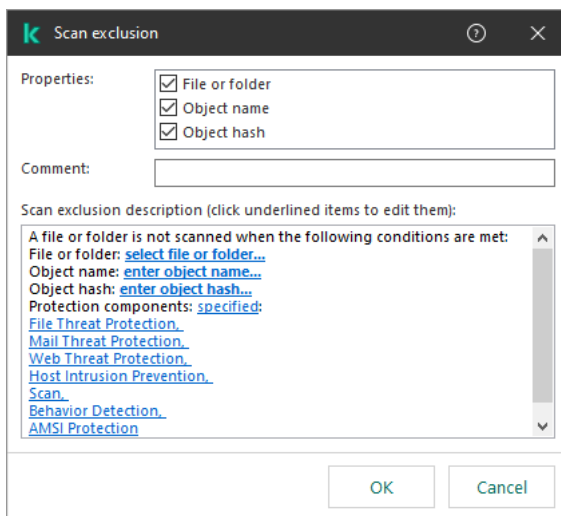 Scan exclusion
Properties:
File or folder
Object name
Object hash
Comment:
Scan exclusion description (click underlined items to edit them):
A file or folder is not scanned when the following conditions are met:
File or folder: select file or folder...
Object name: enter object name...
Object hash: enter object hash...
Protection components: specified:
File Threat Protection,
Mail Threat Protection,
Web Threat Protection,
Host Intrusion Prevention,
Scan,
Behavior Detection,
AMSI Protection
OK Cancel